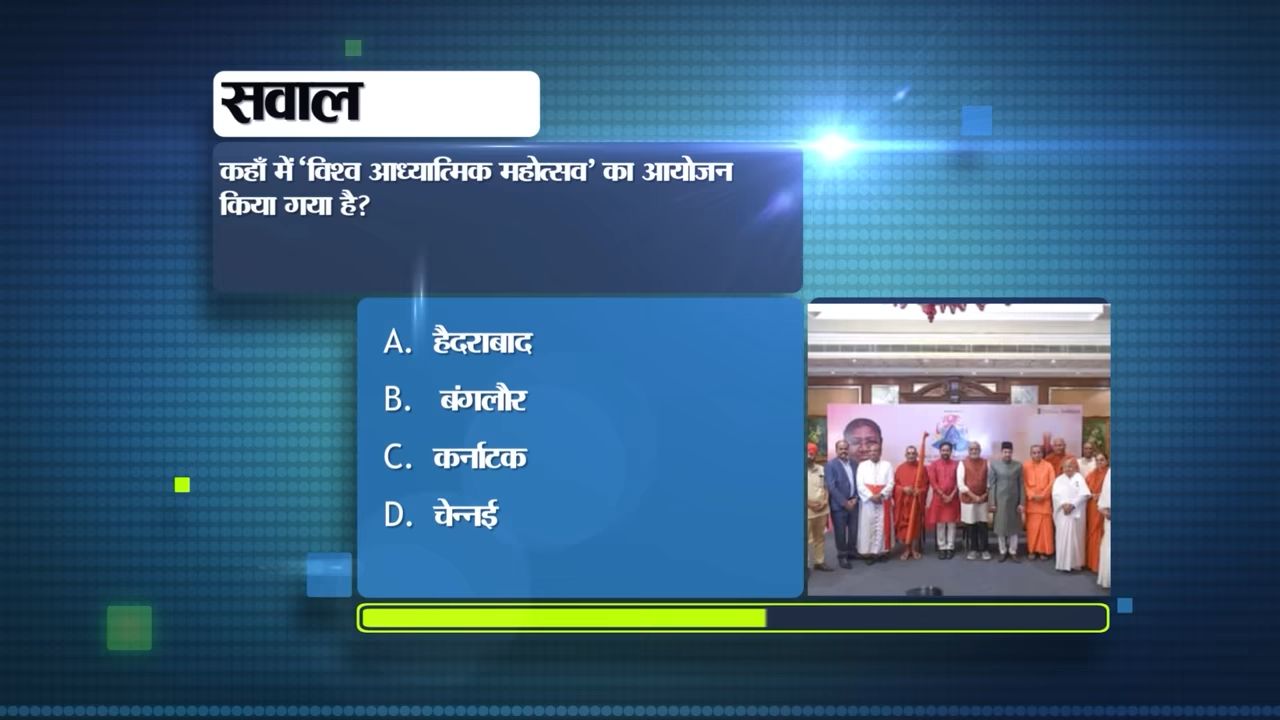 सवाल
कहाँ में ‘विश्व आध्यात्मिक महोत्सव’ का आयोजन
किया गया है?
A. हैदराबाद
B. बंगलौर
C. कर्नाटक
D. चेन्नई